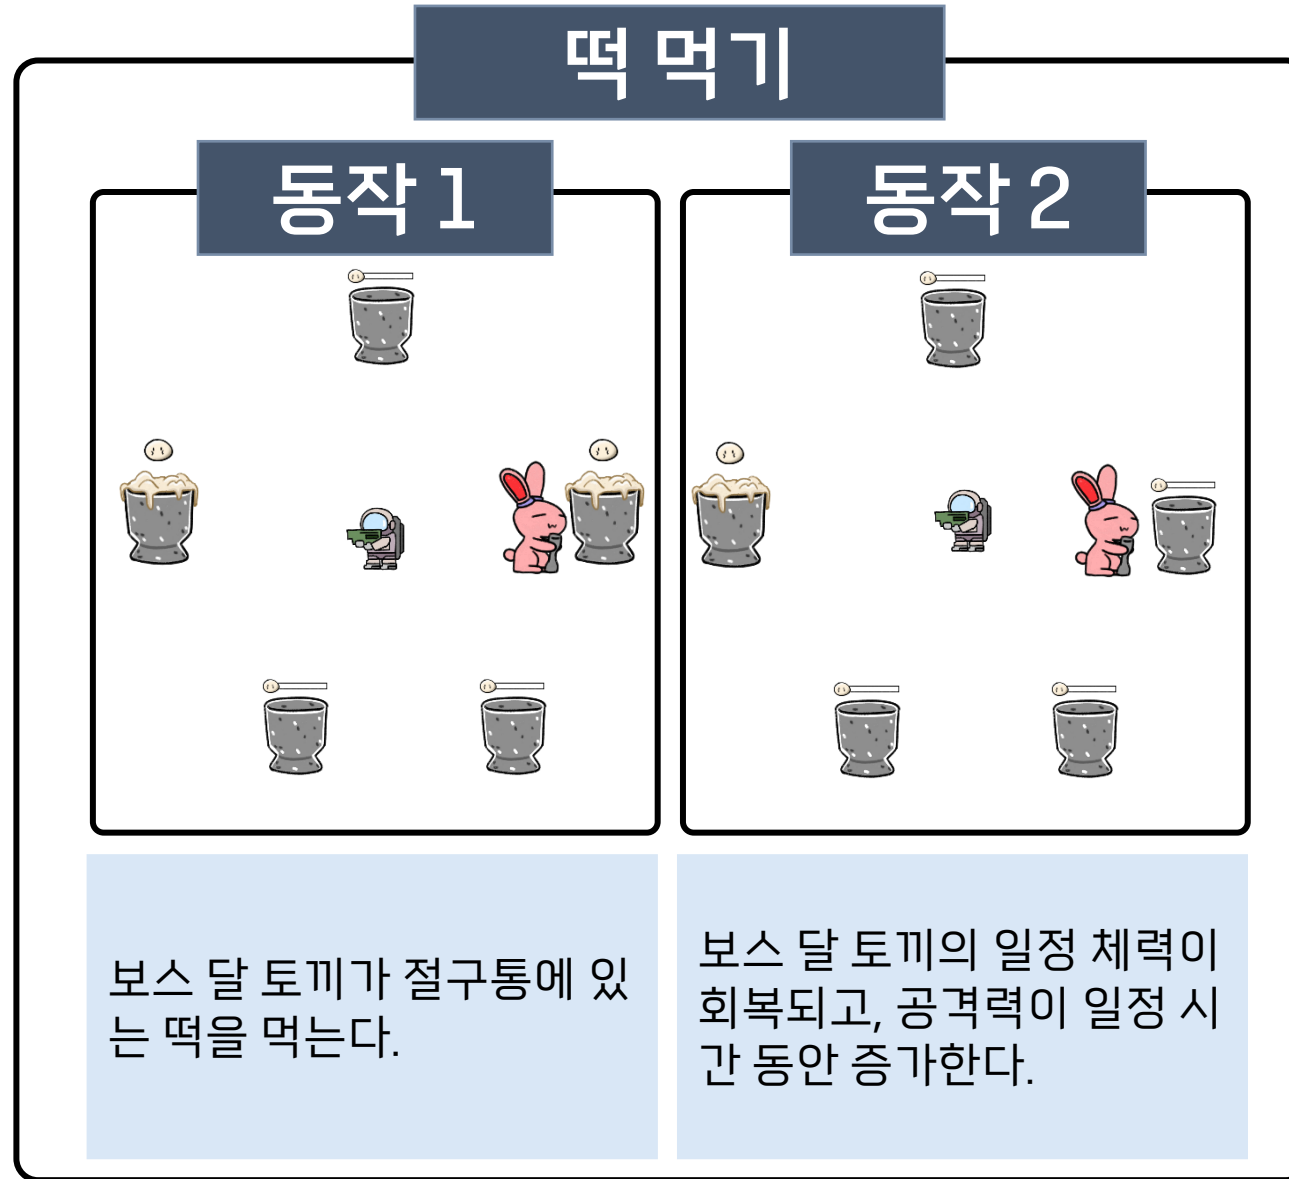 떡 먹기
동작 1
동작 2
보스 달 토끼가 절구통에 있
는 떡을 먹는다.
보스 달 토끼의 일정 체력이
회복되고, 공격력이 일정 시
간 동안 증가한다.